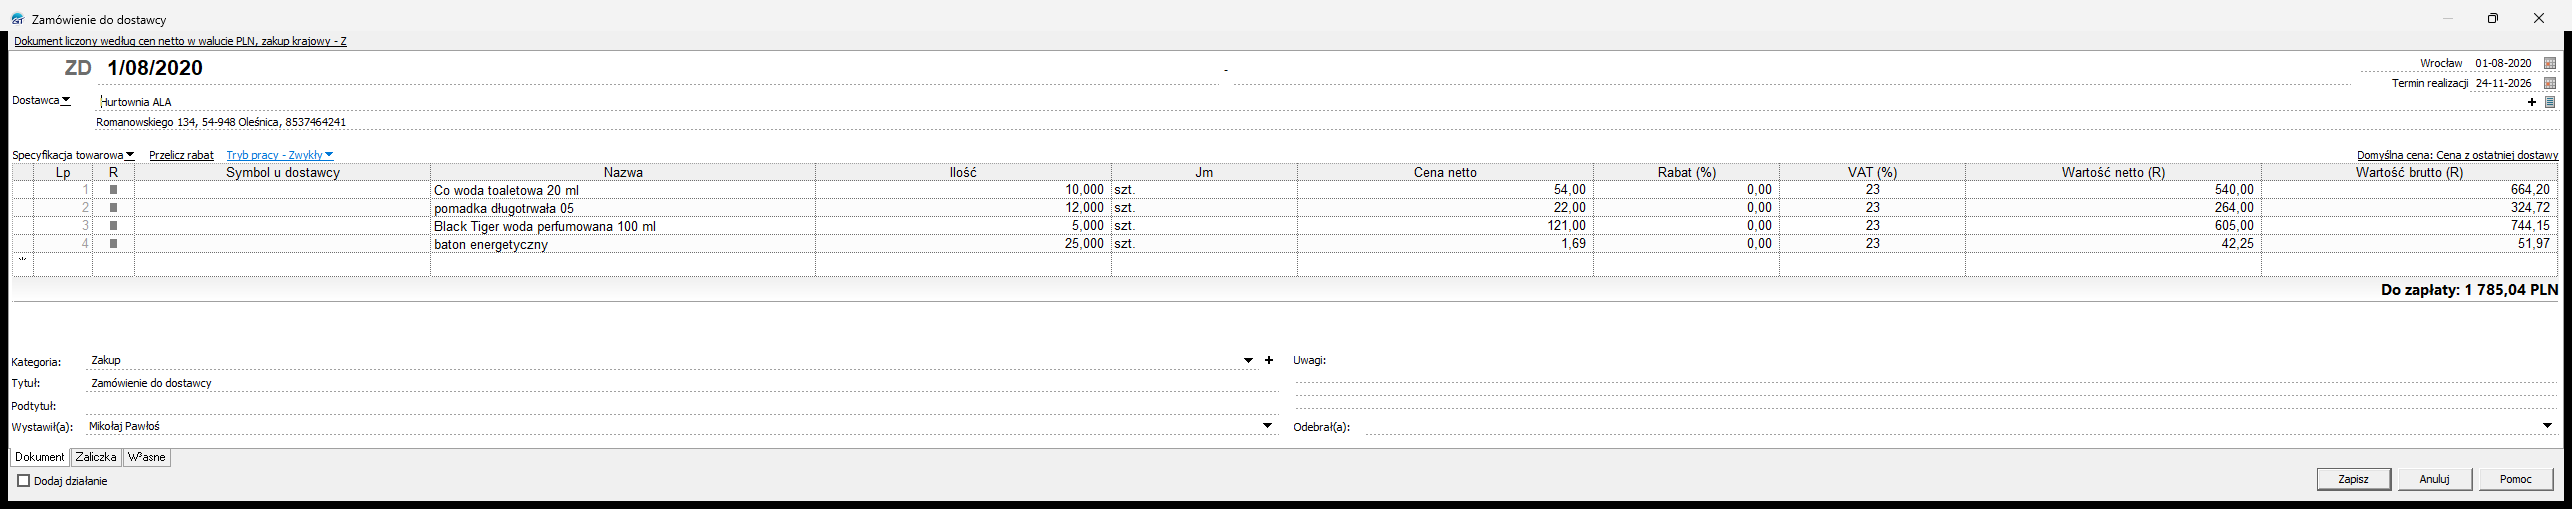 Zamówienie do dostawcy
Dokument liczony według cen netto w walucie PLN, zakup krajowy - Z
ZD 1/08/2020 - Wrocław 01-08-2020
Termin realizacji 24-11-2026
Dostawca Hurtownia ALA +
Romanowskiego 134, 54-948 Oleśnica, 8537464241
Specyfikacja towarowa Przelicz rabat Tryb pracy - Zwykły Domyślna cena: Cena z ostatniej dostawy
Lp R Symbol u dostawcy Nazwa Ilość Jm Cena netto Rabat (%) VAT (%) Wartość netto (R) Wartość brutto (R)
1 Co woda toaletowa 20 ml 10,000 szt. 54,00 0,00 23 540,00 664,20
2 pomadka długotrwała 05 12,000 szt. 22,00 0,00 23 264,00 324,72
3 Black Tiger woda perfumowana 100 ml 5,000 szt. 121,00 0,00 23 605,00 744,15
4 baton energetyczny 25,000 szt. 1,69 0,00 23 42,25 51,97
*
Do zapłaty: 1 785,04 PLN
Kategoria: Zakup + Uwagi:
Tytuł: Zamówienie do dostawcy
Podtytuł:
Wystawił(a): Mikołaj Pawłoś Odebrał(a):
Dokument Zaliczka W³asne
Dodaj działanie Zapisz Anuluj Pomoc